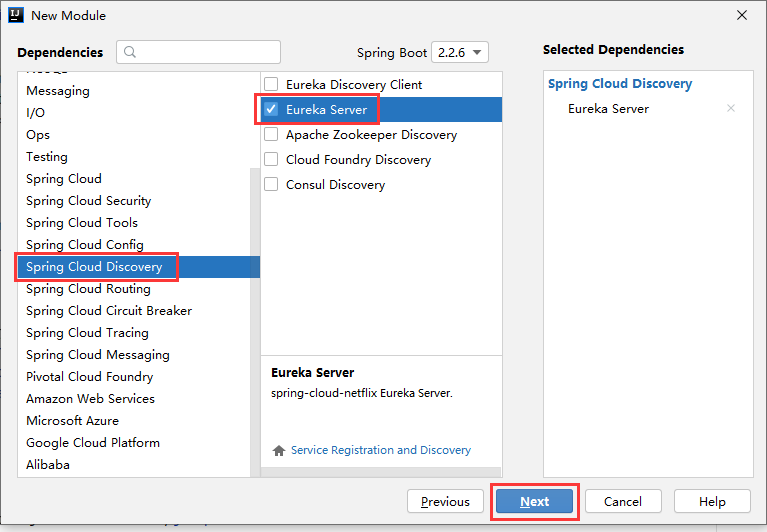 New Module
Dependencies
Spring Boot 2.2.6
Selected Dependencies
Messaging
I/O
Ops
Testing
Spring Cloud
Spring Cloud Security
Spring Cloud Tools
Spring Cloud Config
Spring Cloud Discovery
Spring Cloud Routing
Spring Cloud Circuit Breaker
Spring Cloud Tracing
Spring Cloud Messaging
Pivotal Cloud Foundry
Amazon Web Services
Microsoft Azure
Google Cloud Platform
Alibaba
Eureka Discovery Client
Eureka Server
Apache Zookeeper Discovery
Cloud Foundry Discovery
Consul Discovery
Eureka Server
spring-cloud-netflix Eureka Server.
Service Registration and Discovery
Spring Cloud Discovery
Eureka Server
Previous
Next
Cancel
Help